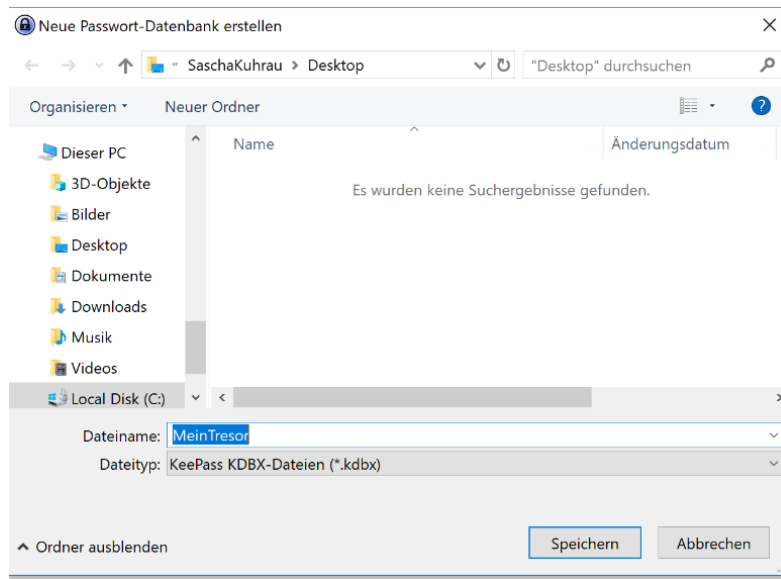 Neue Passwort-Datenbank erstellen
« SaschaKuhrau > Desktop
"Desktop" durchsuchen
Organisieren
Neuer Ordner
?
Name
Änderungsdatum
Es wurden keine Suchergebnisse gefunden.
Dieser PC
3D-Objekte
Bilder
Desktop
Dokumente
Downloads
Musik
Videos
Local Disk (C:)
Dateiname: MeinTresor
Dateityp: KeePass KDBX-Dateien (*.kdbx)
Ordner ausblenden
Speichern
Abbrechen